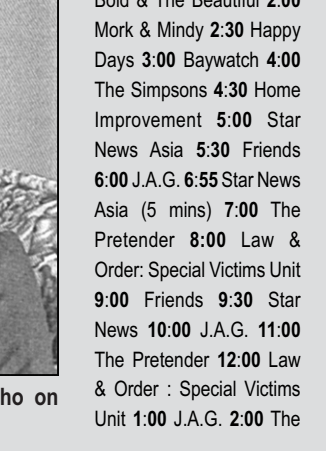 Bold & The Beautiful 2:00
Mork & Mindy 2:30 Happy
Days 3:00 Baywatch 4:00
The Simpsons 4:30 Home
Improvement 5:00 Star
News Asia 5:30 Friends
6:00 J.A.G. 6:55 Star News
Asia (5 mins) 7:00 The
Pretender 8:00 Law &
Order: Special Victims Unit
9:00 Friends 9:30 Star
News 10:00 J.A.G. 11:00
The Pretender 12:00 Law
& Order : Special Victims
Unit 1:00 J.A.G. 2:00 The
ho on